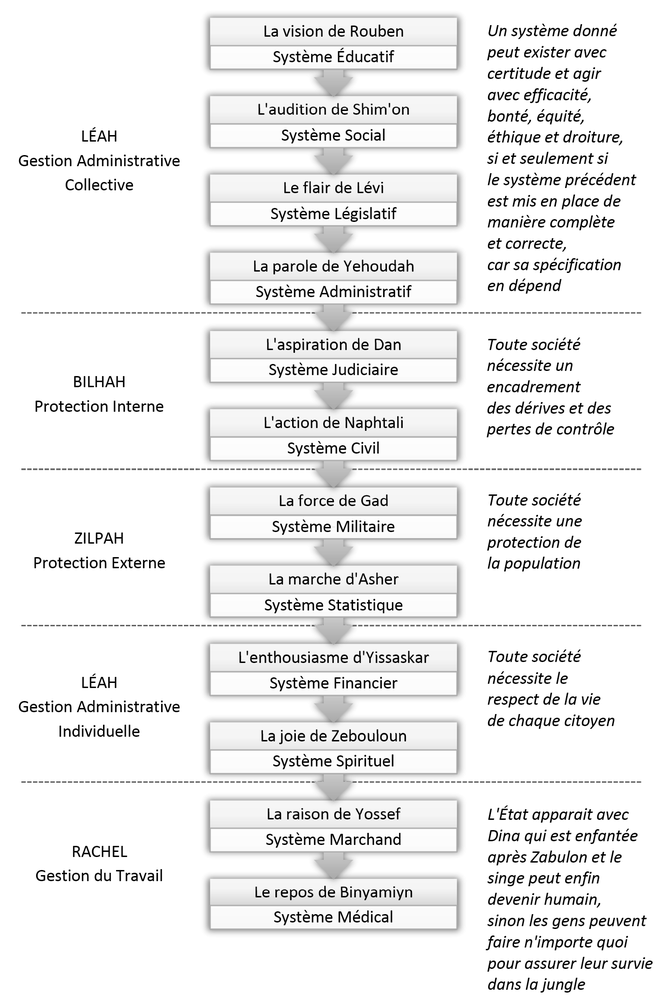 La vision de Rouben
Système Éducatif
L'audition de Shim'on
Système Social
Le flair de Lévi
Système Législatif
La parole de Yehoudah
Système Administratif
LÉAH
Gestion Administrative
Collective
Un système donné
peut exister avec
certitude et agir
avec efficacité,
bonté, équité,
éthique et droiture,
si et seulement si
le système précédent
est mis en place de
manière complète
et correcte,
car sa spécification
en dépend
L'aspiration de Dan
Système Judiciaire
L'action de Naphtali
Système Civil
BILHAH
Protection Interne
Toute société
nécessite un
encadrement
des dérives et des
pertes de contrôle
La force de Gad
Système Militaire
La marche d'Asher
Système Statistique
ZILPAH
Protection Externe
Toute société
nécessite une
protection de
la population
L'enthousiasme d'Yissaskar
Système Financier
La joie de Zebouloun
Système Spirituel
LÉAH
Gestion Administrative
Individuelle
Toute société
nécessite le
respect de la vie
de chaque citoyen
La raison de Yossef
Système Marchand
Le repos de Binyamiyn
Système Médical
RACHEL
Gestion du Travail
L'État apparait avec
Dina qui est enfantée
après Zabulon et le
singe peut enfin
devenir humain,
sinon les gens peuvent
faire n'importe quoi
pour assurer leur survie
dans la jungle